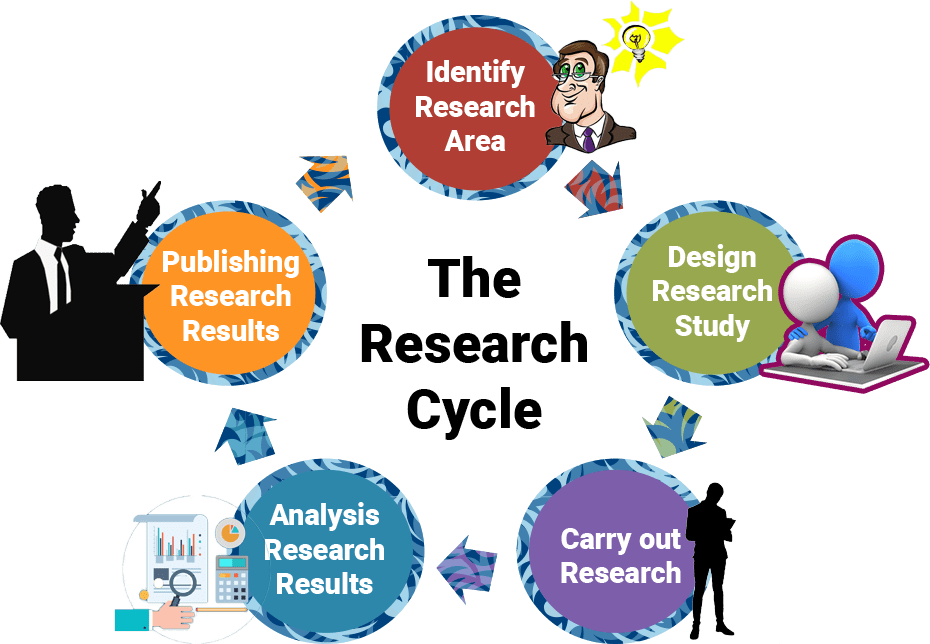 Identify
Research
Area
Design
Research
Study
Carry out
Research
Analysis
Research
Results
Publishing
Research
Results
The
Research
Cycle